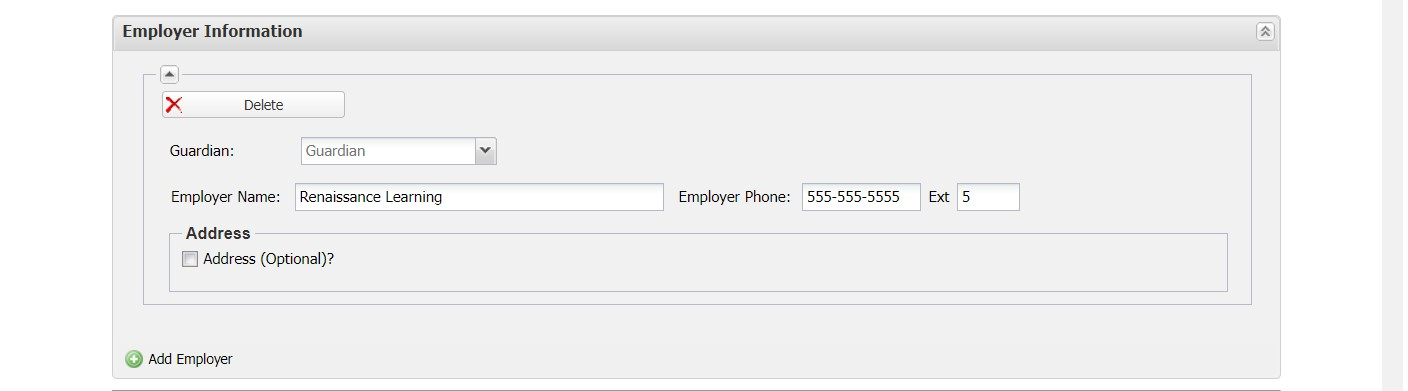 Employer Information
Delete
Guardian: Guardian
Employer Name: Renaissance Learning Employer Phone: 555-555-5555 Ext 5
Address
Address (Optional)?
Add Employer